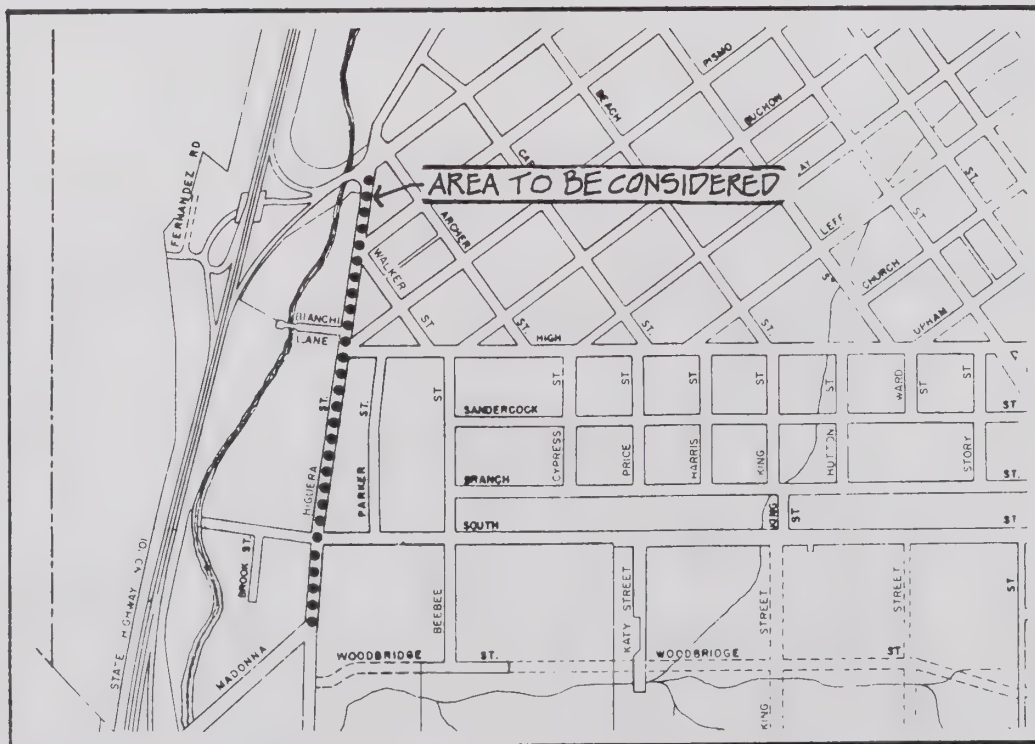 PISMO
BEACH
BUCHON
FERNANDEZ RD
AREA TO BE CONSIDERED
ARCHER
WALKER
LEFF
ST.
ST
CHURCH
BIANCHI
LANE
ST.
ST.
ST.
ST.
HIGH
UPHAM
ST.
ST.
ST
ST
ST
ST
ST
ST
WARD
ST
ST
SANDERCOCK
ST.
HIGUERA
PARKER
CYPRESS
PRICE
HARRIS
KING
HUTTON
STORY
BRANCH
ST.
SOUTH
KING
ST
ST
BROOK ST.
STATE HIGHWAY NO. 101
BEEBEE
ST
KATY STREET
STREET
STREET
ST
MADONNA
WOODBRIDGE
ST.
WOODBRIDGE
ST.
KING